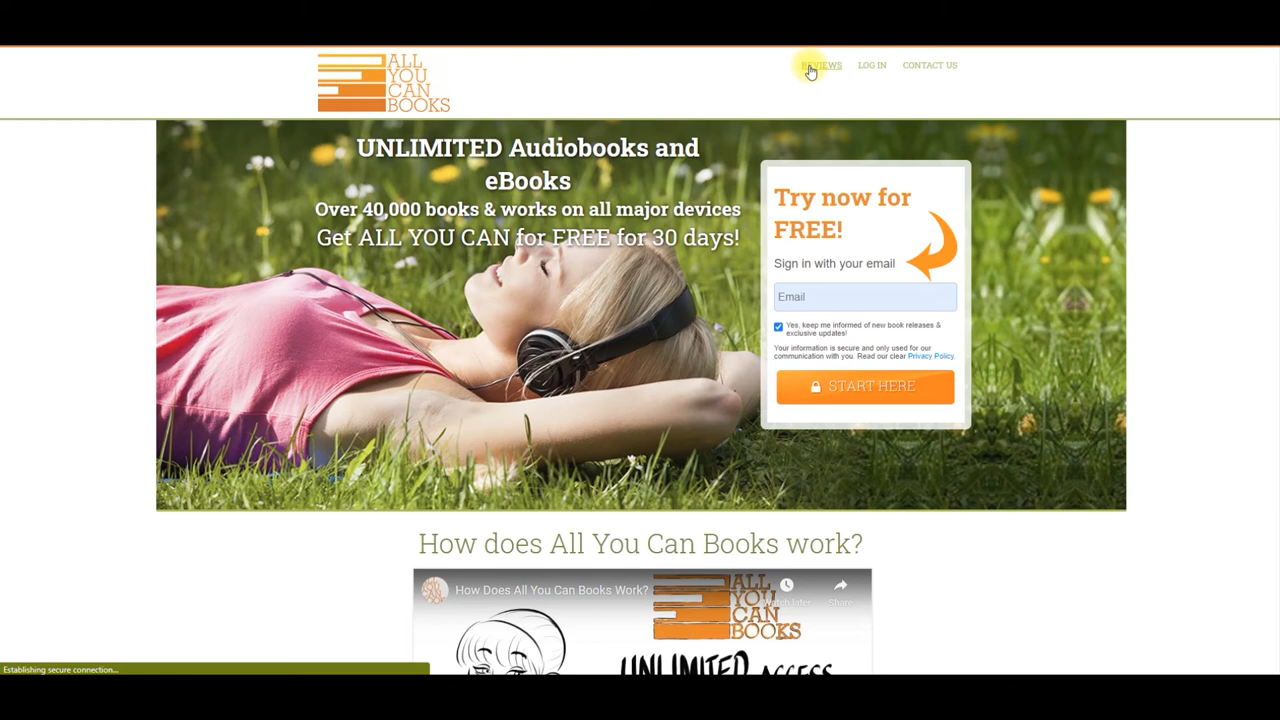 ALL
YOU
CAN
BOOKS
REVIEWS LOG IN CONTACT US
UNLIMITED Audiobooks and
eBooks
Over 40,000 books & works on all major devices
Get ALL YOU CAN for FREE for 30 days!
Try now for
FREE!
Sign in with your email
Email
Yes, keep me informed of new book releases &
exclusive updates!
Your information is secure and only used for our
communication with you. Read our clear Privacy Policy.
START HERE
How does All You Can Books work?
How Does All You Can Books Work?
Watch later Share
ALL
YOU
CAN
BOOKS
UNLIMITED ACCESS
Establishing secure connection...